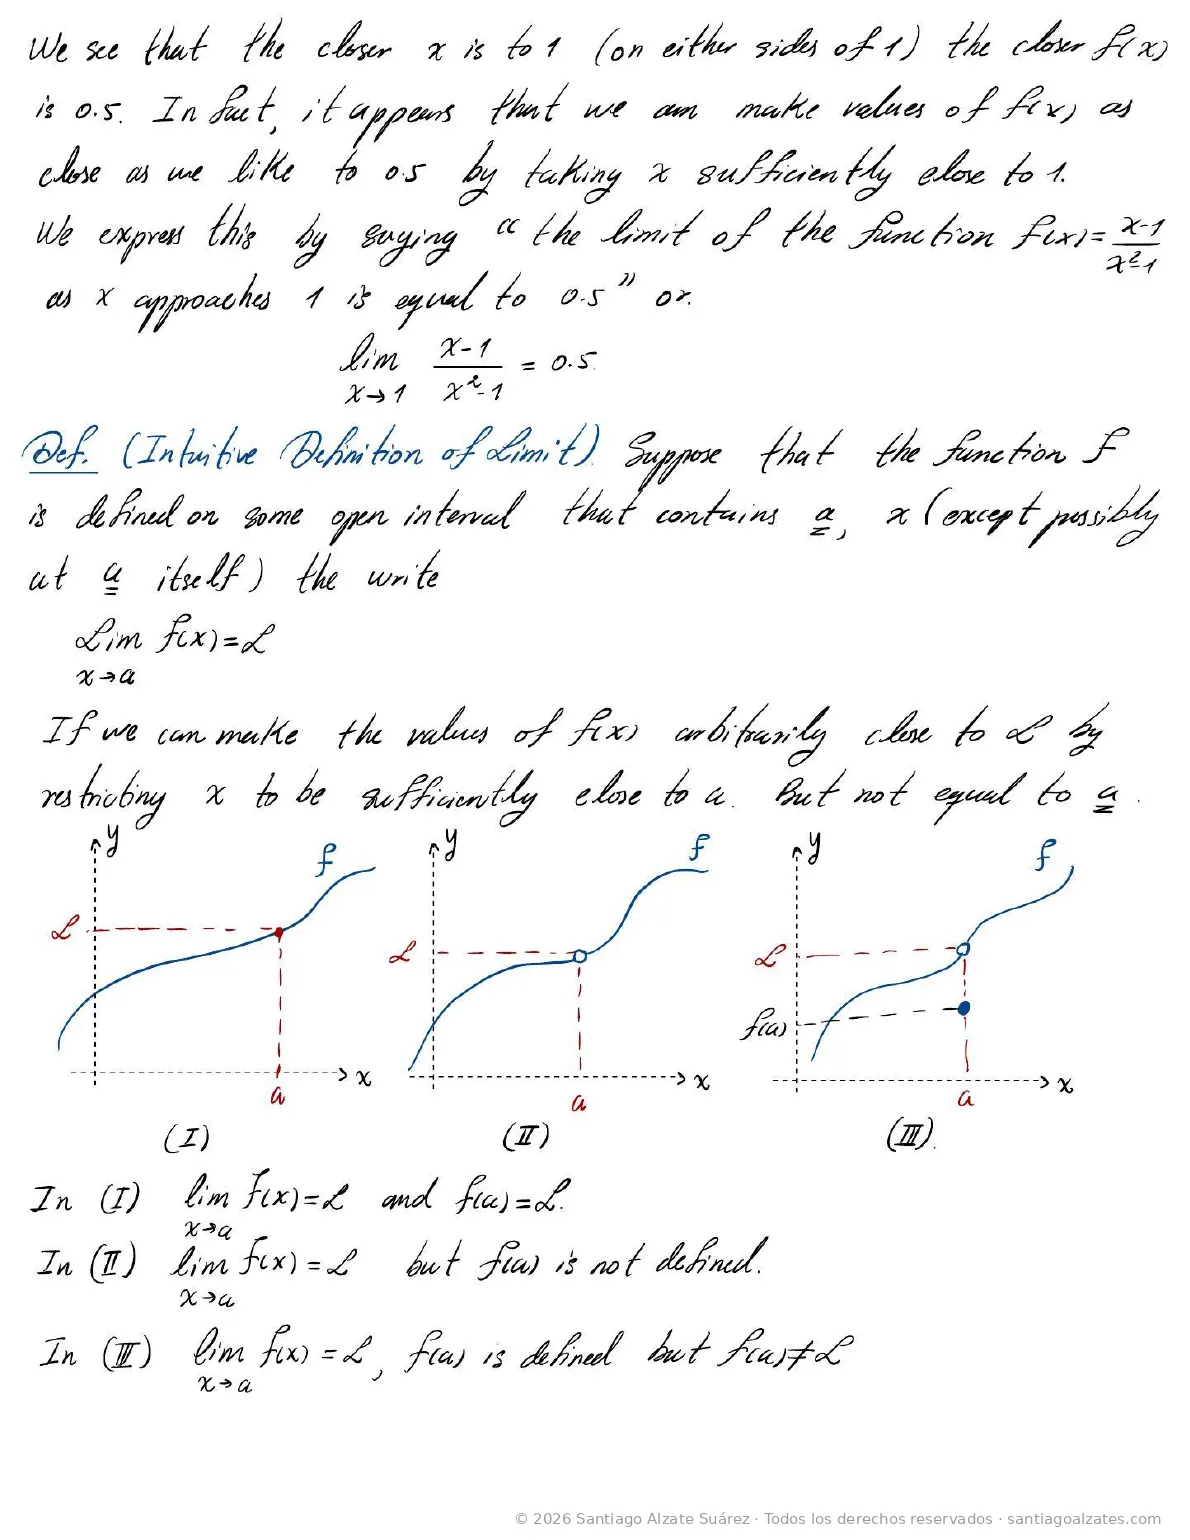 We see that the closer x is to 1 (on either sides of 1) the closer f(x)
is 0.5. In fact, it appears that we can make values of f(x) as
close as we like to 0.5 by taking x sufficiently close to 1.
We express this by saying “the limit of the function f(x)= x-1 / x²-1
as x approaches 1 is equal to 0.5” or.
lim x→1 x-1 / x²-1 = 0.5
Def. (Intuitive Definition of Limit). Suppose that the function f
is defined on some open interval that contains a, x (except possibly
at a itself) the write
Lim x→a f(x)=L
If we can make the values of f(x) arbitrarily close to L by
restricting x to be sufficiently close to a. But not equal to a.
y f L a x
y f L a x
y f L f(a) a x
(I) (II) (III).
In (I) lim x→a f(x)=L and f(a)=L.
In (II) lim x→a f(x)=L but f(a) is not defined.
In (III) lim x→a f(x)=L, f(a) is defined but f(a)≠L
© 2026 Santiago Alzate Suárez · Todos los derechos reservados · santiagoalzates.com